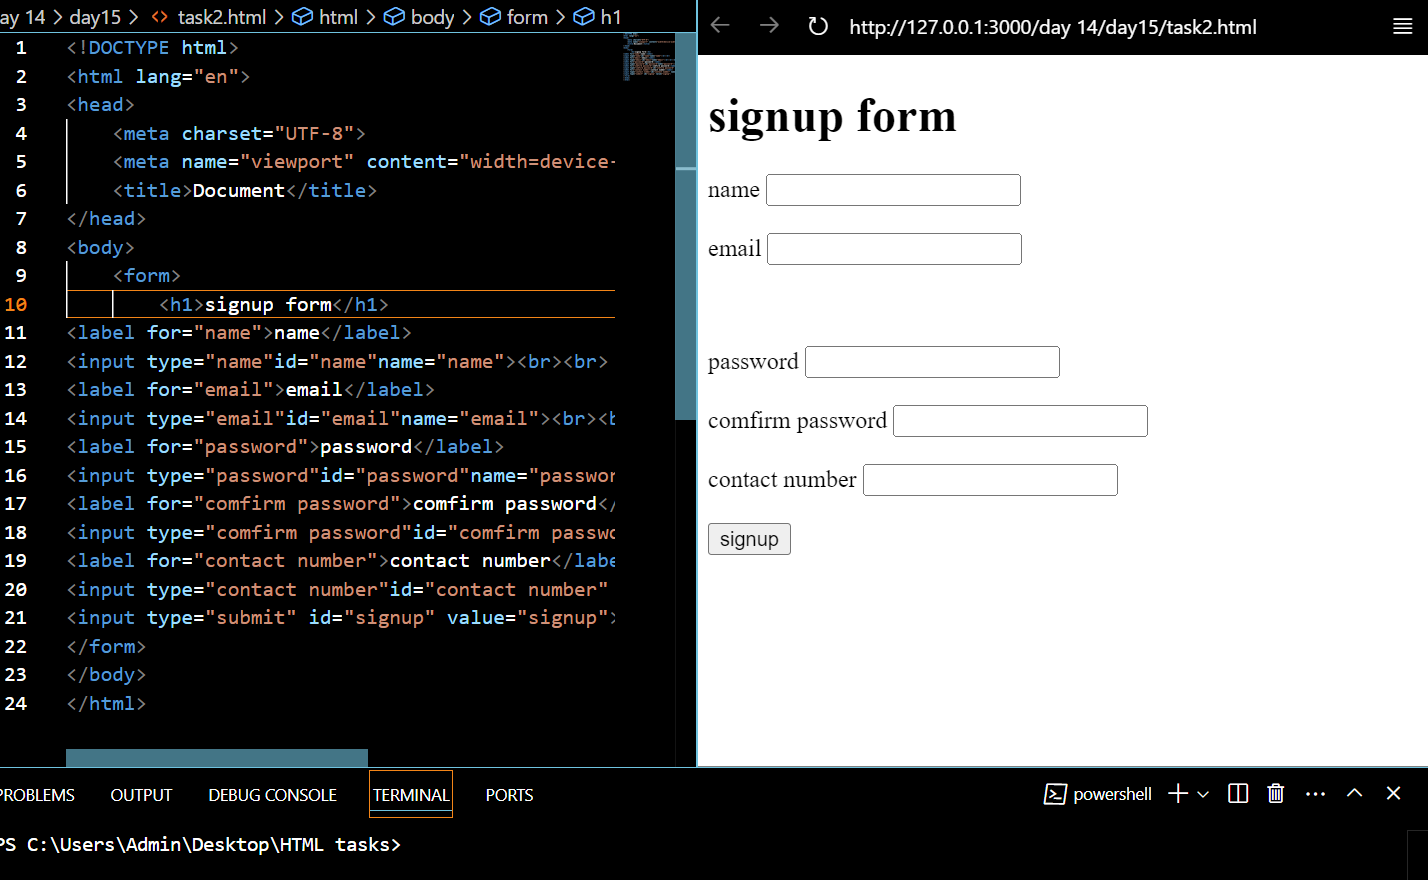 ay 14 > day15 > <> task2.html > html > body > form > h1
1 <!DOCTYPE html>
2 <html lang="en">
3 <head>
4 <meta charset="UTF-8">
5 <meta name="viewport" content="width=device-
6 <title>Document</title>
7 </head>
8 <body>
9 <form>
10 <h1>signup form</h1>
11 <label for="name">name</label>
12 <input type="name"id="name"name="name"><br><br>
13 <label for="email">email</label>
14 <input type="email"id="email"name="email"><br><b
15 <label for="password">password</label>
16 <input type="password"id="password"name="passwor
17 <label for="comfirm password">comfirm password</
18 <input type="comfirm password"id="comfirm passwo
19 <label for="contact number">contact number</labe
20 <input type="contact number"id="contact number"
21 <input type="submit" id="signup" value="signup">
22 </form>
23 </body>
24 </html>
http://127.0.0.1:3000/day 14/day15/task2.html
signup form
name
email
password
comfirm password
contact number
signup
PROBLEMS OUTPUT DEBUG CONSOLE TERMINAL PORTS
powershell
PS C:\Users\Admin\Desktop\HTML tasks>